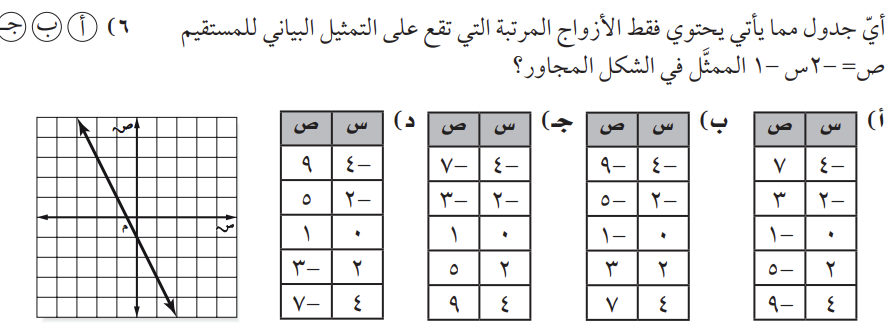 أيّ جدول مما يأتي يحتوي فقط الأزواج المرتبة التي تقع على التمثيل البياني للمستقيم
ص= –٢س –١ الممثَّل في الشكل المجاور؟
٦) أ ب جـ
أ)
س ص
–٤ ٧
–٢ ٣
٠ –١
٢ –٥
٤ –٩
ب)
س ص
–٤ –٩
–٢ –٥
٠ –١
٢ ٣
٤ ٧
جـ)
س ص
–٤ –٧
–٢ –٣
٠ ١
٢ ٥
٤ ٩
د)
س ص
–٤ ٩
–٢ ٥
٠ ١
٢ –٣
٤ –٧
ص
م
س